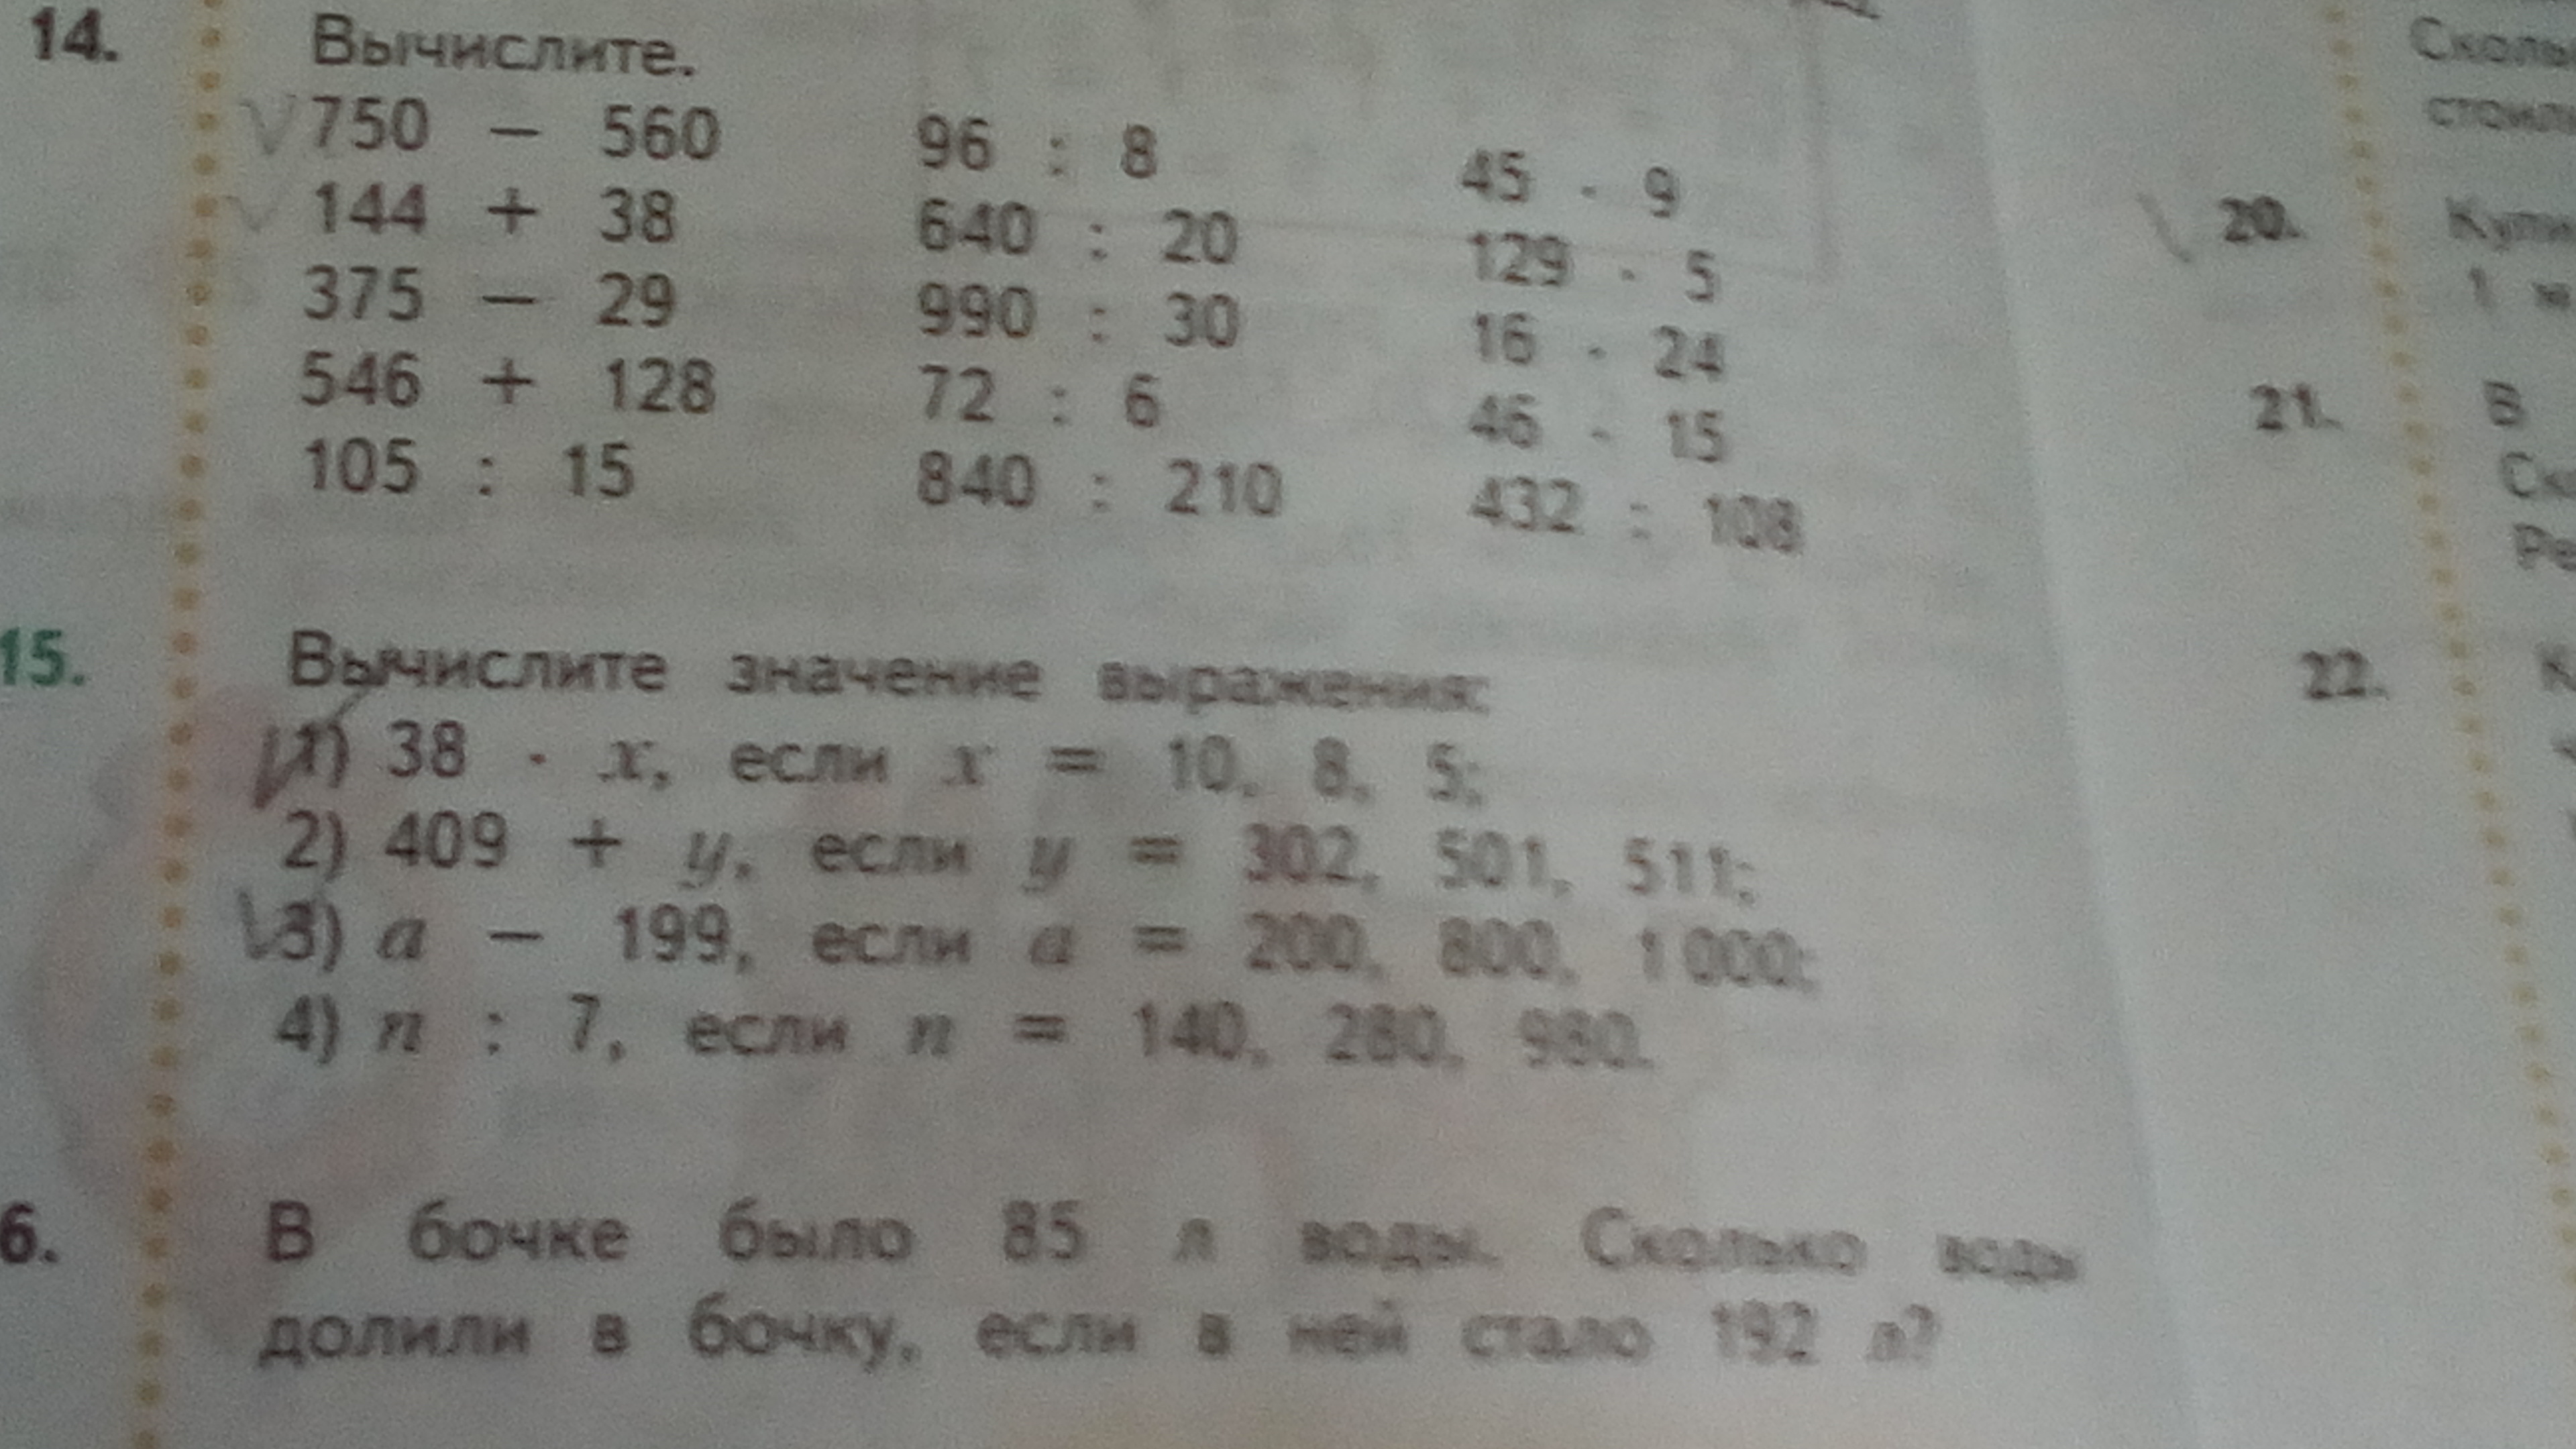 14. Вычислите.
750 − 560 96 : 8 45 · 9
144 + 38 640 : 20 129 · 5
375 − 29 990 : 30 16 · 24
546 + 128 72 : 6 46 · 15
105 : 15 840 : 210 432 : 108
15. Вычислите значение выражения:
1) 38 · x, если x = 10, 8, 5;
2) 409 + y, если y = 302, 501, 511;
3) a − 199, если a = 200, 800, 1 000;
4) n : 7, если n = 140, 280, 980.
6. В бочке было 85 л воды. Сколько воды
долили в бочку, если в ней стало 192 л?
20.
1
21. В
22.